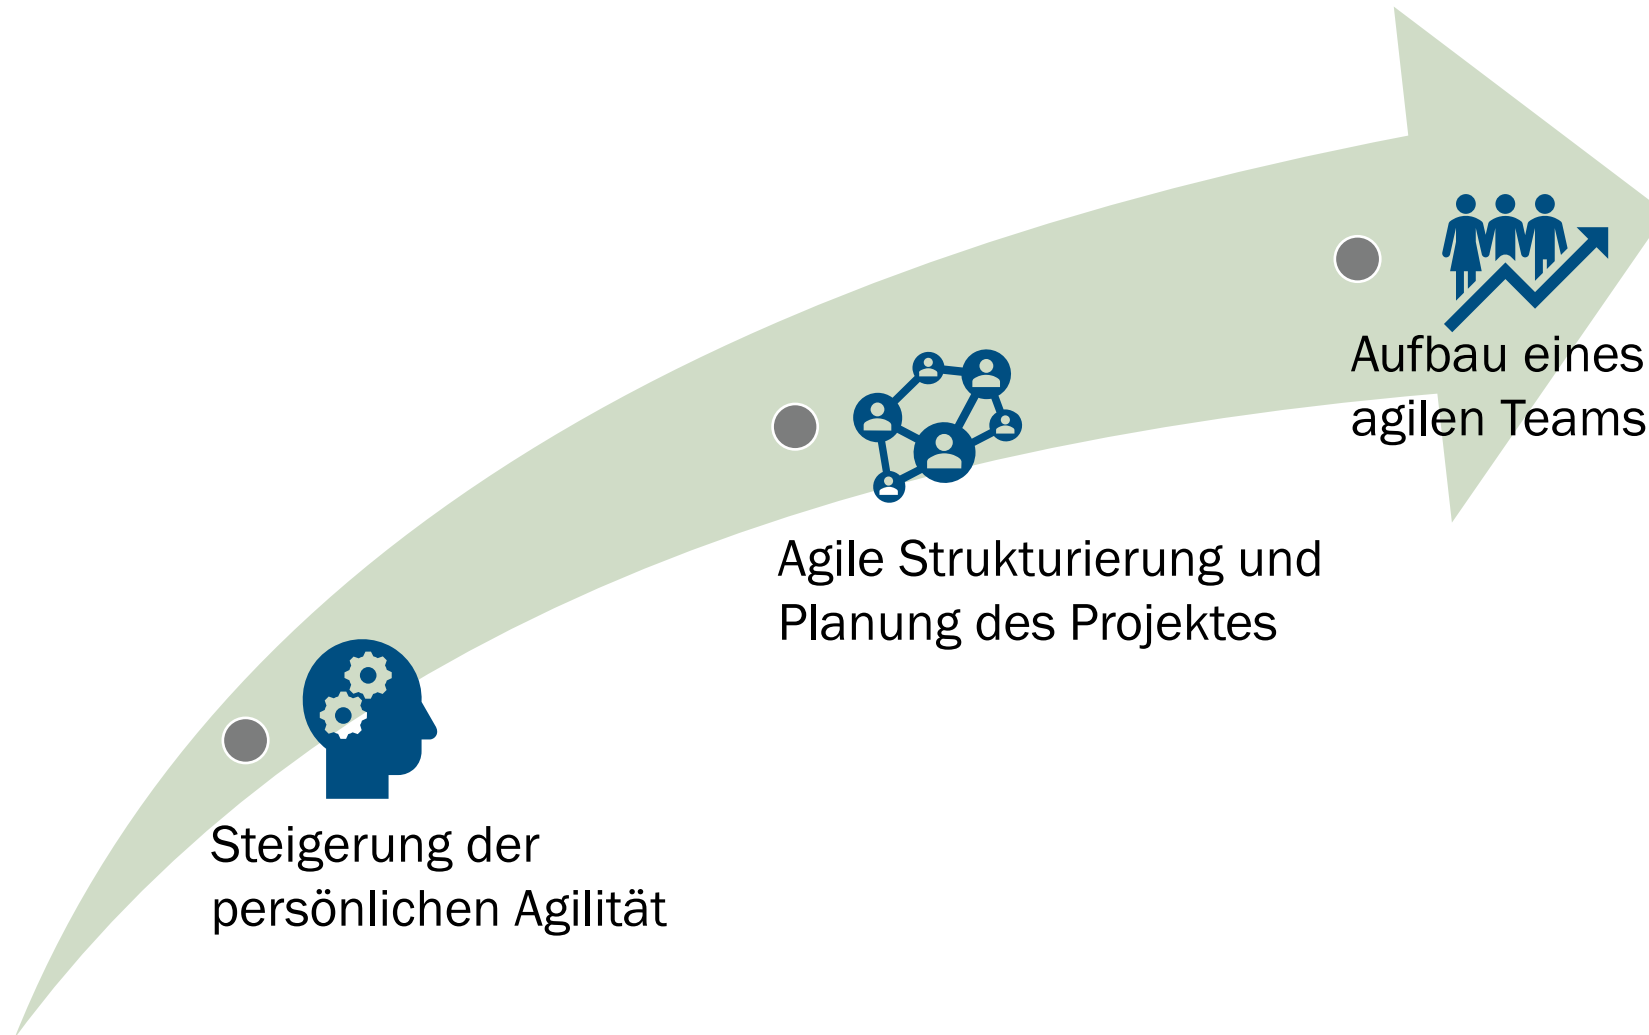 Aufbau eines
agilen Teams
Agile Strukturierung und
Planung des Projektes
Steigerung der
persönlichen Agilität